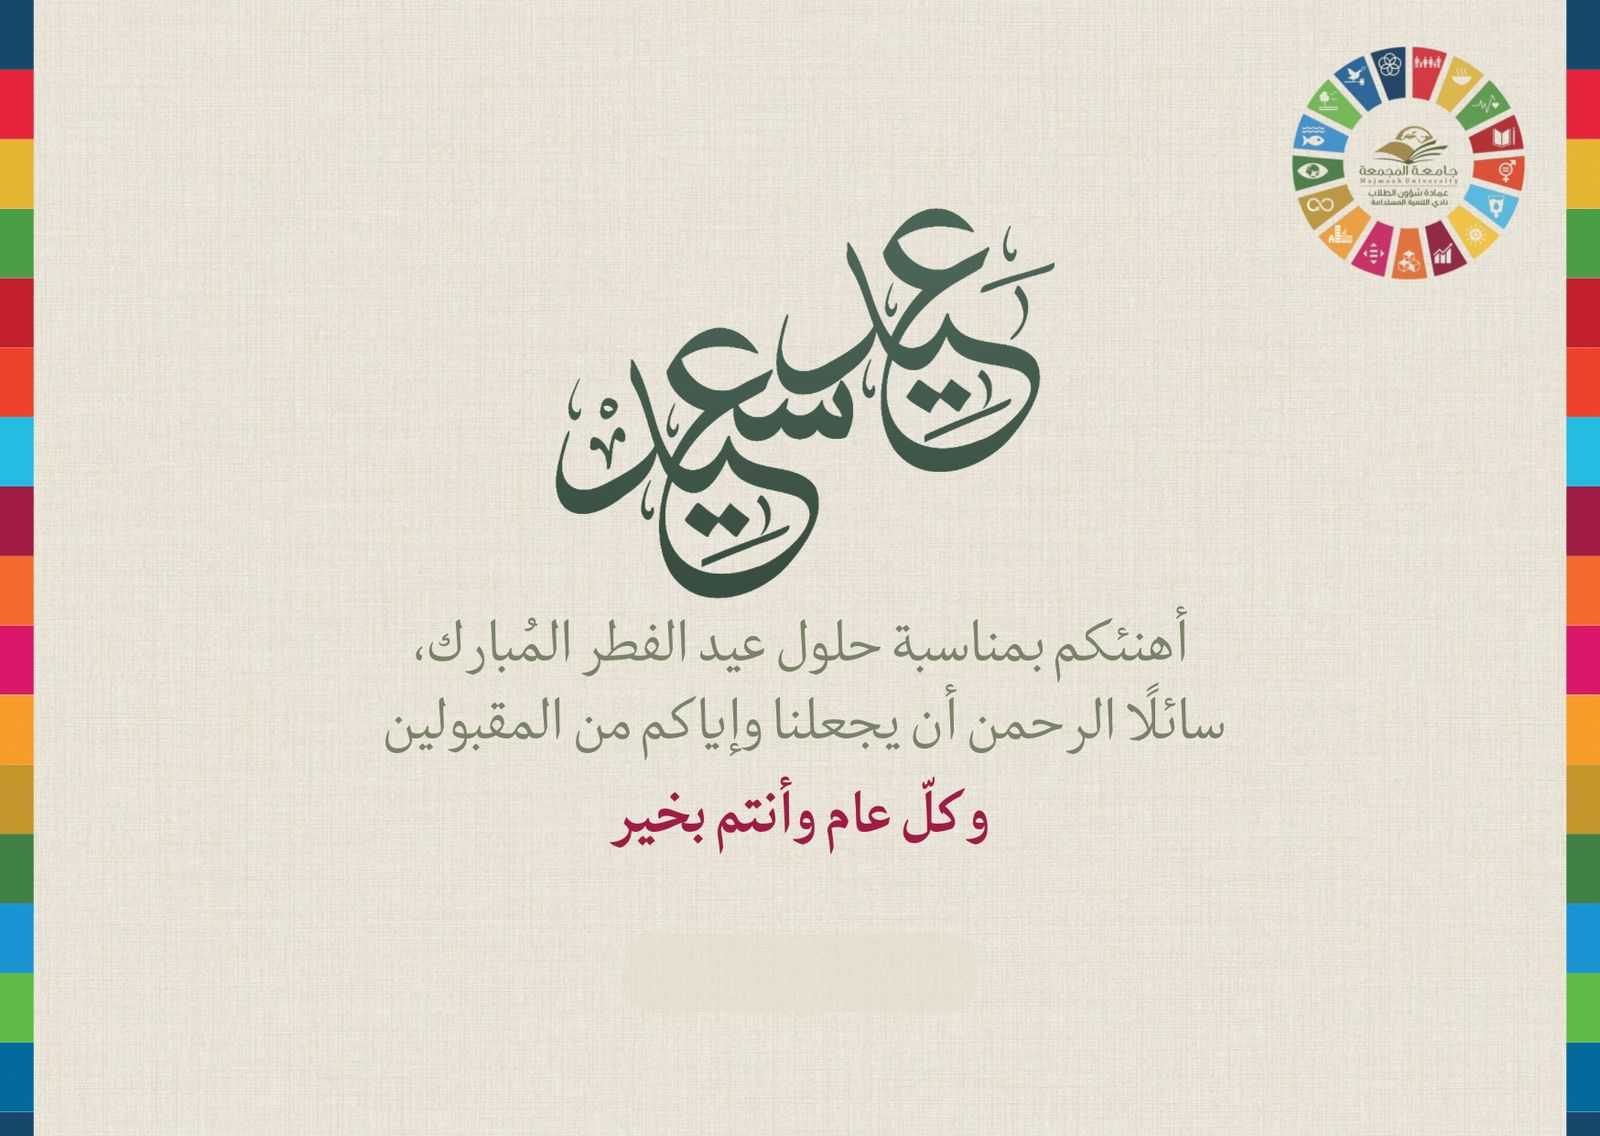 جامعة المجمعة
Majmaah University
عمادة شؤون الطلاب
نادي التنمية المستدامة
عيد سعيد
أهنئكم بمناسبة حلول عيد الفطر المُبارك،
سائلًا الرحمن أن يجعلنا وإياكم من المقبولين
وكلّ عام وأنتم بخير